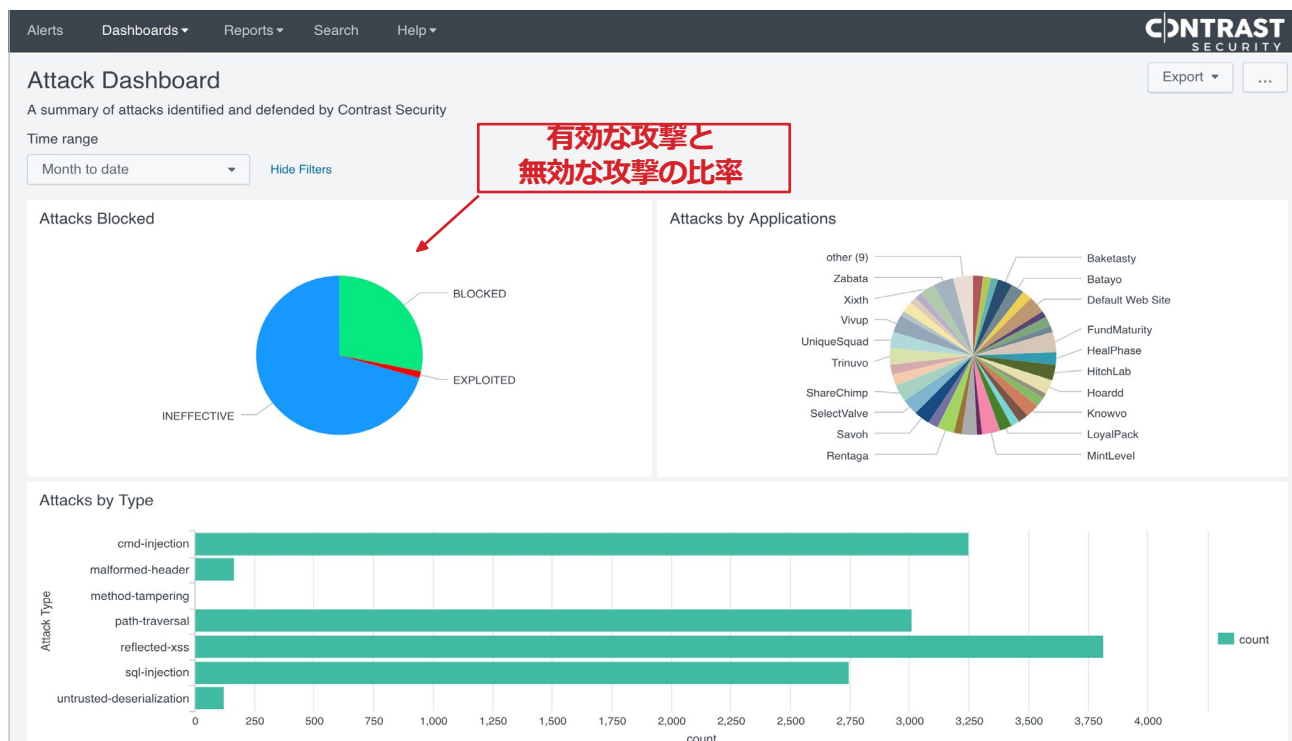 Alerts Dashboards Reports Search Help
CONTRAST
SECURITY
Attack Dashboard
Export ...
A summary of attacks identified and defended by Contrast Security
Time range
Month to date Hide Filters
有効な攻撃と
無効な攻撃の比率
Attacks Blocked
BLOCKED
EXPLOITED
INEFFECTIVE
Attacks by Applications
other (9)
Zabata
Xixth
Vivup
UniqueSquad
Trinuvo
ShareChimp
SelectValve
Savoh
Rentaga
Baketasty
Batayo
Default Web Site
FundMaturity
HealPhase
HitchLab
Hoardd
Knowvo
LoyalPack
MintLevel
Attacks by Type
Attack Type
cmd-injection
malformed-header
method-tampering
path-traversal
reflected-xss
sql-injection
untrusted-deserialization
0 250 500 750 1,000 1,250 1,500 1,750 2,000 2,250 2,500 2,750 3,000 3,250 3,500 3,750 4,000
count
count